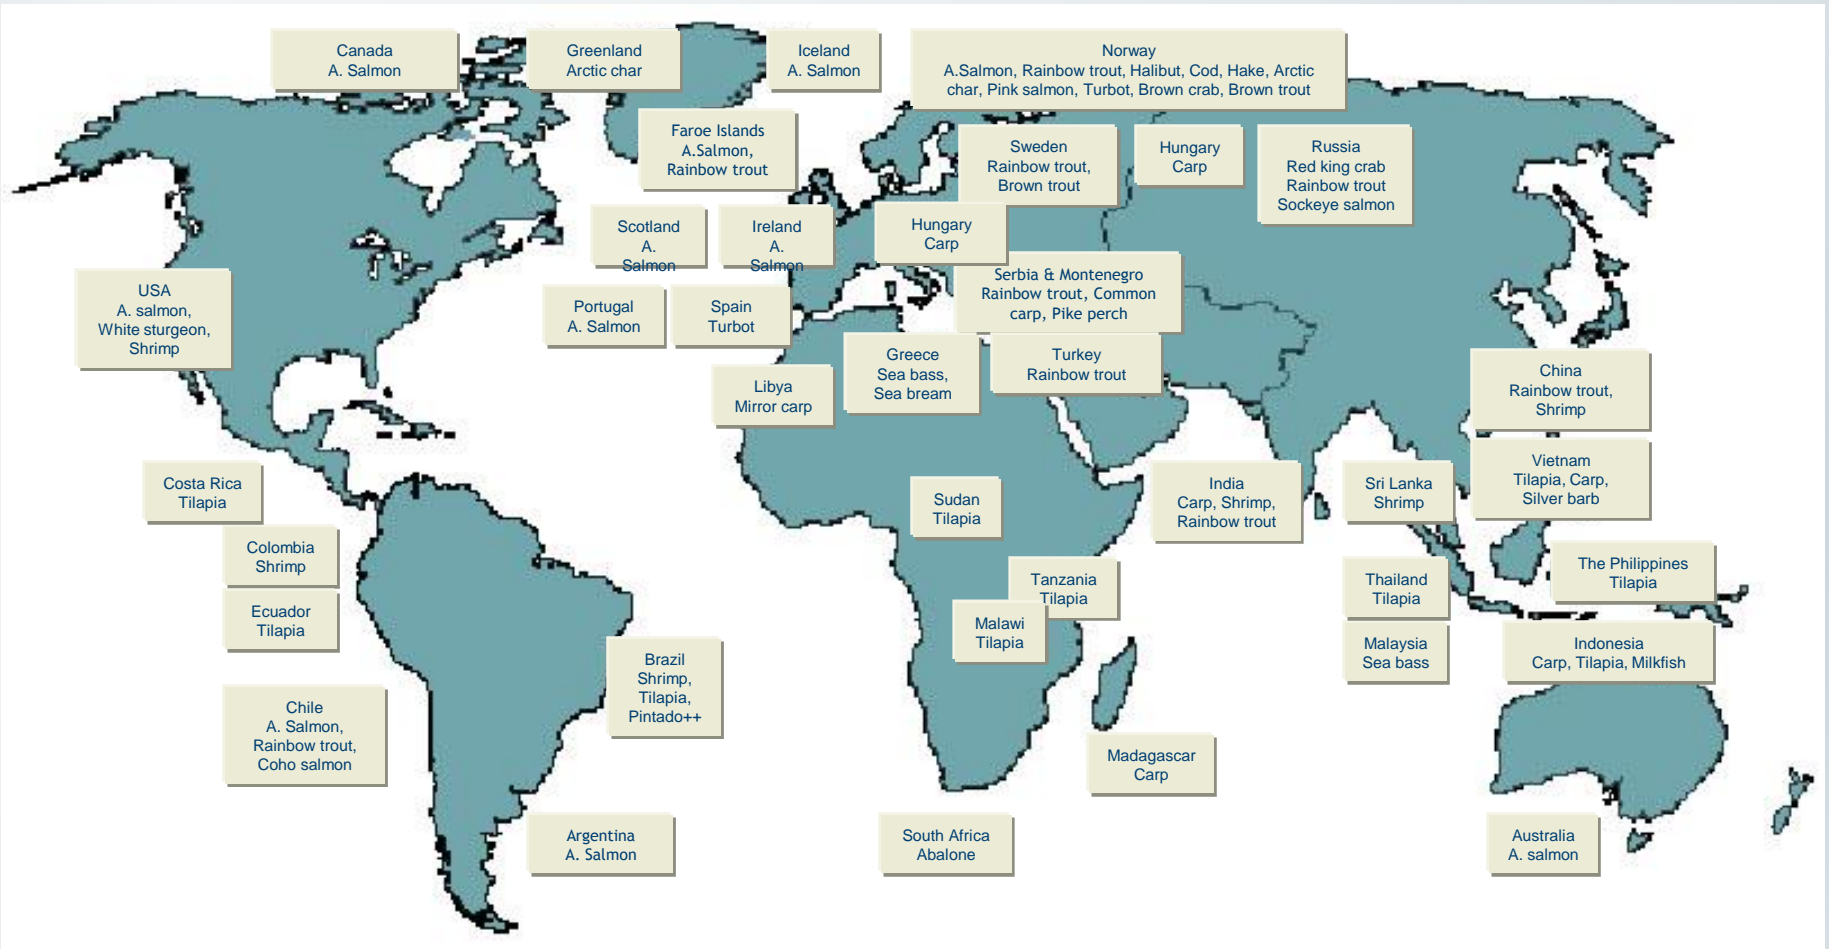 Canada
A. Salmon
Greenland
Arctic char
Iceland
A. Salmon
Norway
A.Salmon, Rainbow trout, Halibut, Cod, Hake, Arctic
char, Pink salmon, Turbot, Brown crab, Brown trout
Faroe Islands
A.Salmon,
Rainbow trout
Sweden
Rainbow trout,
Brown trout
Hungary
Carp
Russia
Red king crab
Rainbow trout
Sockeye salmon
Scotland
A.
Salmon
Ireland
A.
Salmon
Hungary
Carp
Serbia & Montenegro
Rainbow trout, Common
carp, Pike perch
USA
A. salmon,
White sturgeon,
Shrimp
Portugal
A. Salmon
Spain
Turbot
Libya
Mirror carp
Greece
Sea bass,
Sea bream
Turkey
Rainbow trout
China
Rainbow trout,
Shrimp
Costa Rica
Tilapia
Sudan
Tilapia
India
Carp, Shrimp,
Rainbow trout
Sri Lanka
Shrimp
Vietnam
Tilapia, Carp,
Silver barb
Colombia
Shrimp
Ecuador
Tilapia
Tanzania
Tilapia
Malawi
Tilapia
Thailand
Tilapia
The Philippines
Tilapia
Malaysia
Sea bass
Indonesia
Carp, Tilapia, Milkfish
Brazil
Shrimp,
Tilapia,
Pintado++
Chile
A. Salmon,
Rainbow trout,
Coho salmon
Madagascar
Carp
Argentina
A. Salmon
South Africa
Abalone
Australia
A. salmon